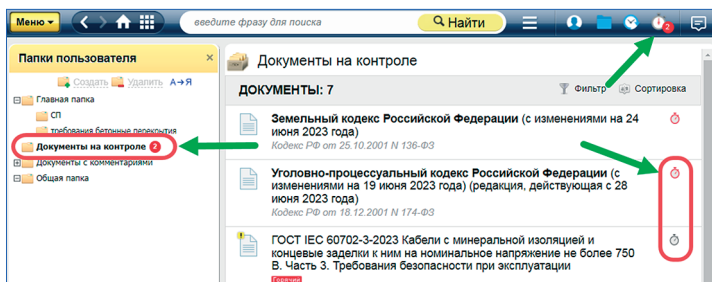 Меню
введите фразу для поиска
Найти
2
Папки пользователя
×
Создать Удалить А→Я
Главная папка
СП
требования бетонные перекрытия
Документы на контроле 2
Документы с комментариями
Общая папка
Документы на контроле
ДОКУМЕНТЫ: 7
Фильтр Сортировка
Земельный кодекс Российской Федерации (с изменениями на 24
июня 2023 года)
Кодекс РФ от 25.10.2001 N 136-ФЗ
Уголовно-процессуальный кодекс Российской Федерации (с
изменениями на 19 июня 2023 года) (редакция, действующая с 28
июня 2023 года)
Кодекс РФ от 18.12.2001 N 174-ФЗ
ГОСТ IEC 60702-3-2023 Кабели с минеральной изоляцией и
концевые заделки к ним на номинальное напряжение не более 750
В. Часть 3. Требования безопасности при эксплуатации
Горячие